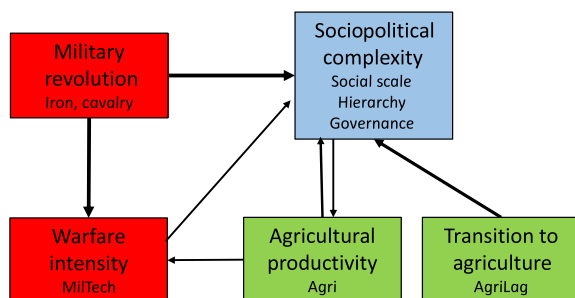 Military
revolution
Iron, cavalry
Sociopolitical
complexity
Social scale
Hierarchy
Governance
Warfare
intensity
MilTech
Agricultural
productivity
Agri
Transition to
agriculture
AgriLag